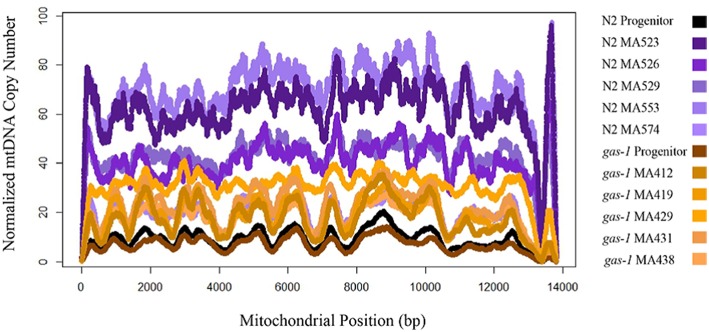 Normalized mtDNA Copy Number
100
80
60
40
20
0
0 2000 4000 6000 8000 10000 12000 14000
Mitochondrial Position (bp)
N2 Progenitor
N2 MA523
N2 MA526
N2 MA529
N2 MA553
N2 MA574
gas-1 Progenitor
gas-1 MA412
gas-1 MA419
gas-1 MA429
gas-1 MA431
gas-1 MA438